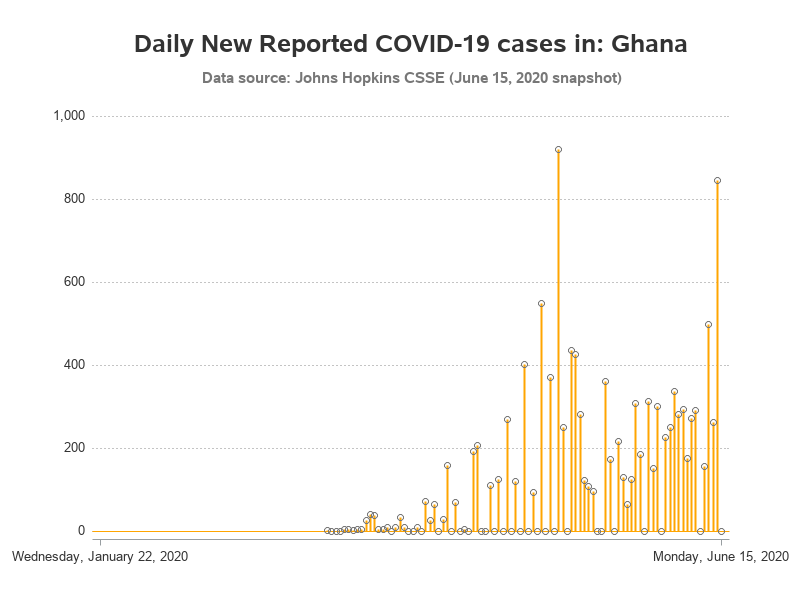 Daily New Reported COVID-19 cases in: Ghana
Data source: Johns Hopkins CSSE (June 15, 2020 snapshot)
1,000
800
600
400
200
0
Wednesday, January 22, 2020
Monday, June 15, 2020